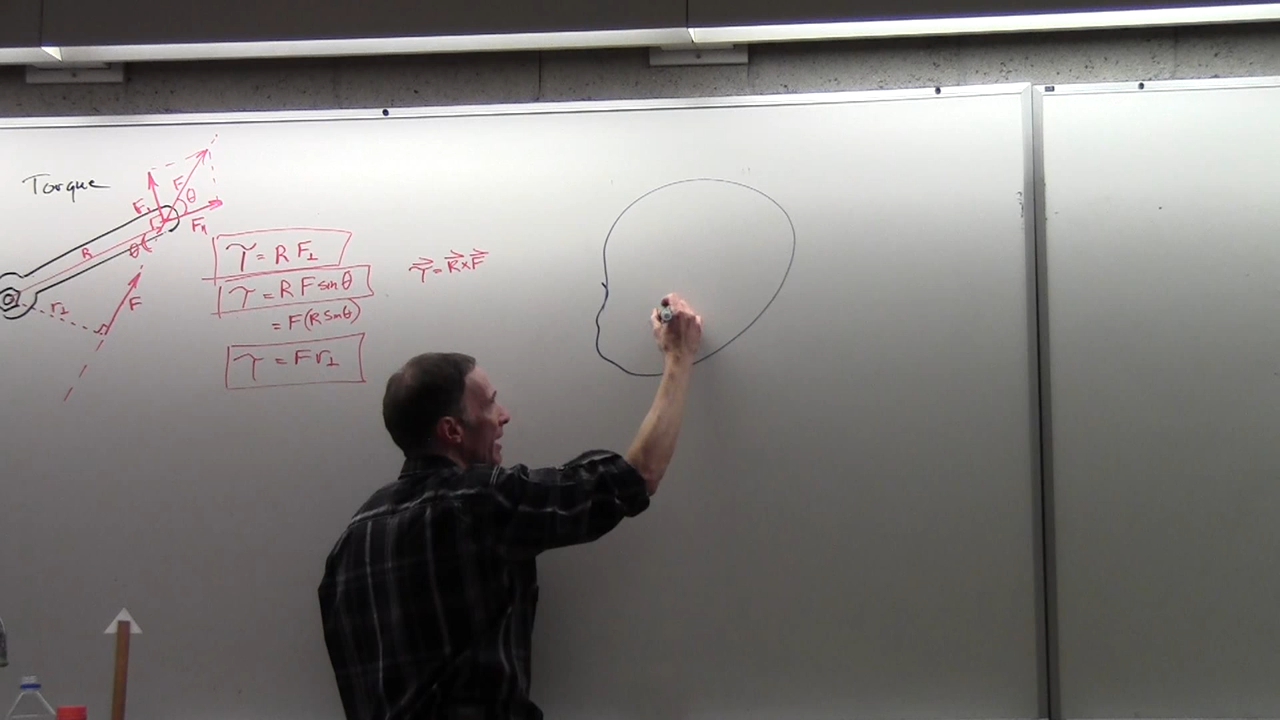 Torque
F⊥ F θ
F∥
R θ
r⊥ F
τ = R F⊥
τ = R F sinθ
= F(R sinθ)
τ = F r⊥
τ⃗ = R⃗ × F⃗